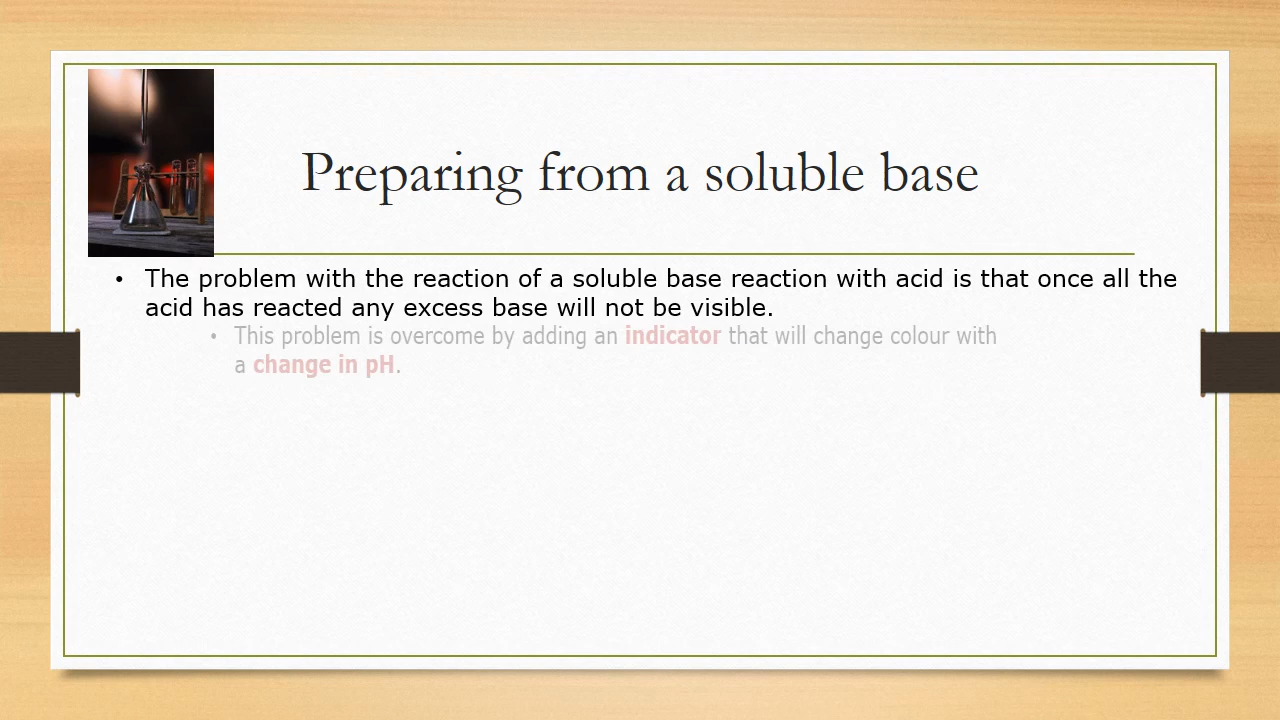 Preparing from a soluble base
• The problem with the reaction of a soluble base reaction with acid is that once all the
acid has reacted any excess base will not be visible.
• This problem is overcome by adding an indicator that will change colour with
a change in pH.